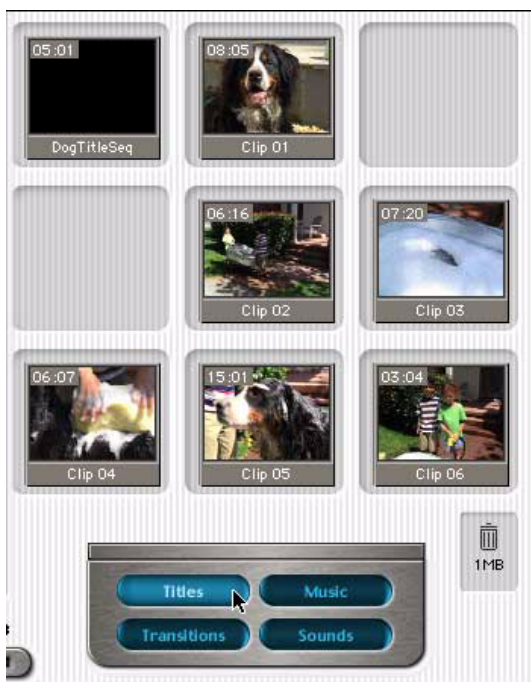 05:01
DogTitleSeq
08:05
Clip 01
06:16
Clip 02
07:20
Clip 03
06:07
Clip 04
15:01
Clip 05
03:04
Clip 06
1MB
Titles
Music
Transitions
Sounds